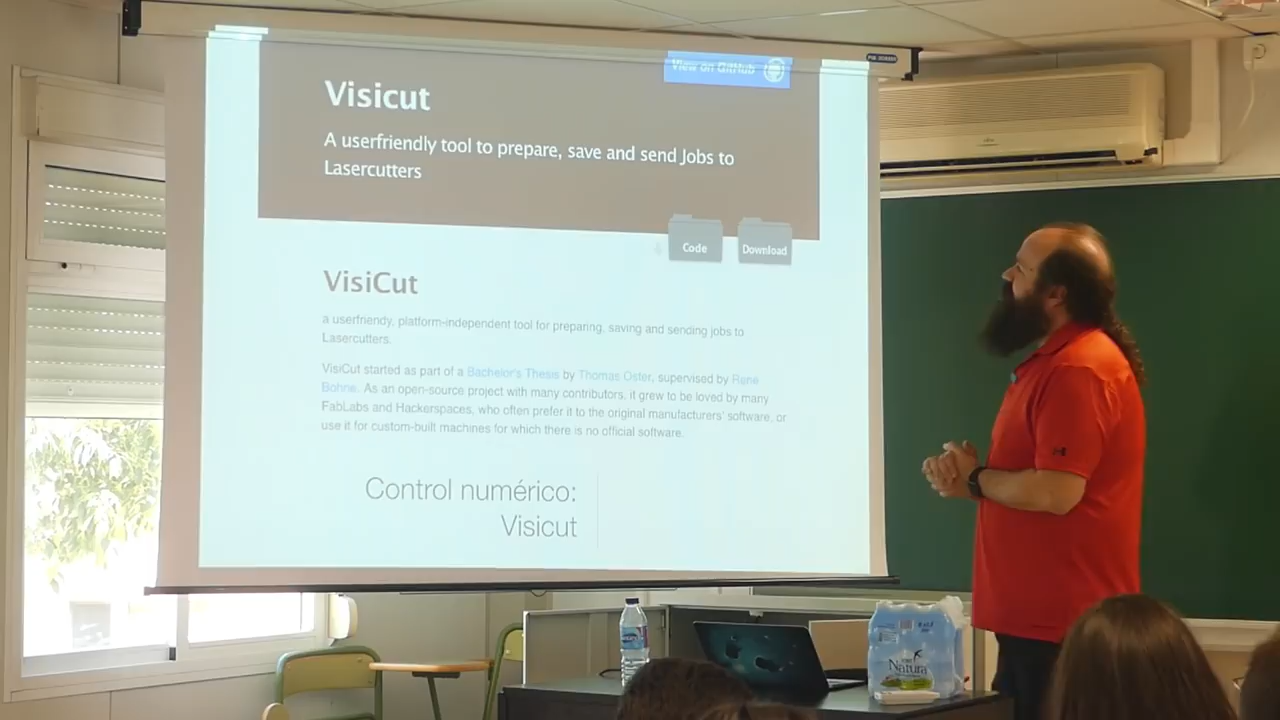 View on GitHub
Visicut
A userfriendly tool to prepare, save and send Jobs to
Lasercutters
Code
Download
VisiCut
a userfriendy, platform-independent tool for preparing, saving and sending jobs to
Lasercutters.
VisiCut started as part of a Bachelor's Thesis by Thomas Oster, supervised by René
Bohne. As an open-source project with many contributors, it grew to be loved by many
FabLabs and Hackerspaces, who often prefer it to the original manufacturers' software, or
use it for custom-built machines for which there is no official software.
Control numérico:
Visicut
Natura